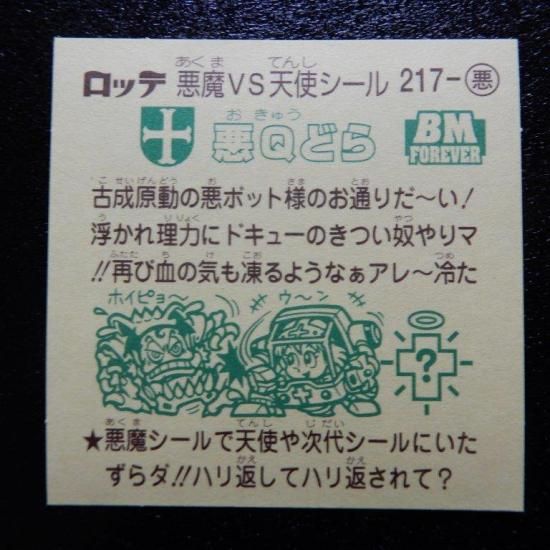 ロッテ 悪魔VS天使シール 217-悪
悪Qどら
BM
FOREVER
古成原動の悪ボット様のお通りだ〜い!
浮かれ理力にドキューのきつい奴やりマ
!!再び血の気も凍るようなぁアレ〜冷た
ホイピョ〜
ウ〜ン
?
★悪魔シールで天使や次代シールにいた
ずらダ!!ハリ返してハリ返されて?